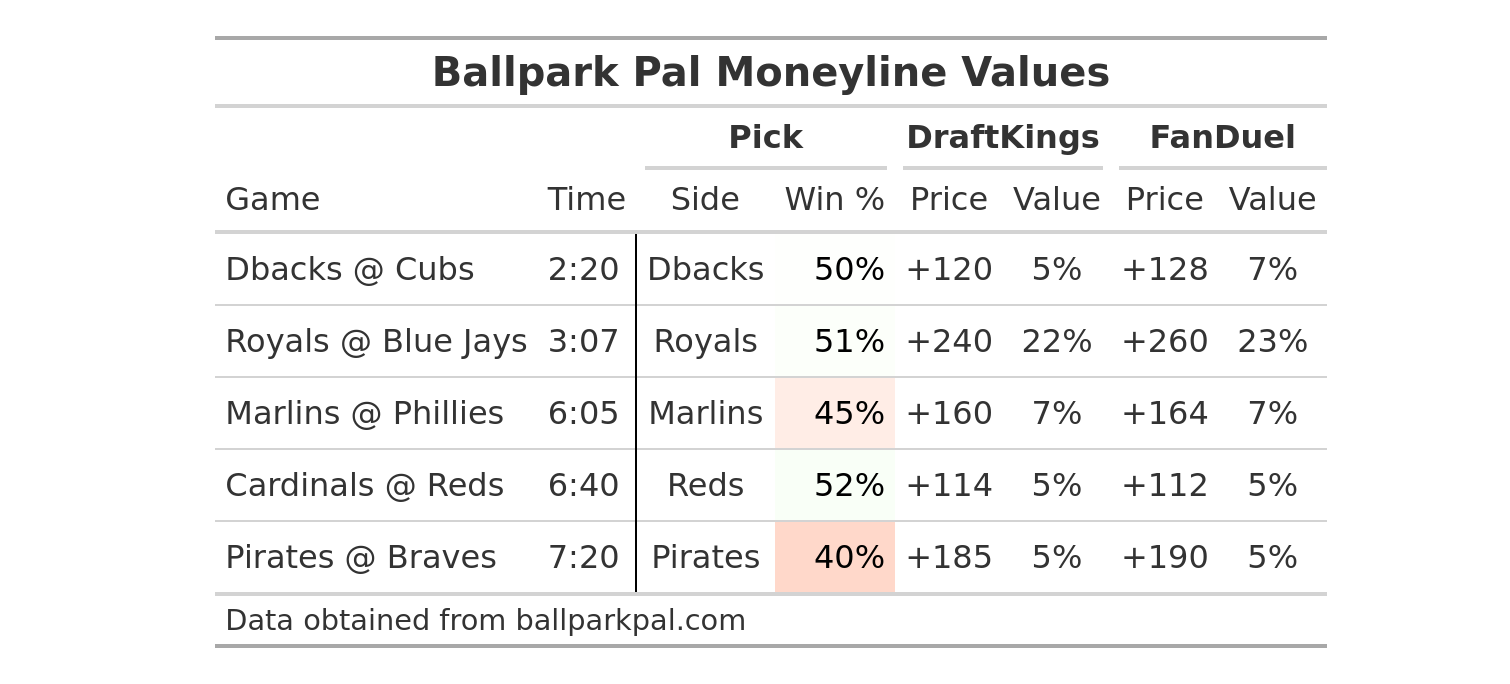 Ballpark Pal Moneyline Values
Pick DraftKings FanDuel
Game Time Side Win % Price Value Price Value
Dbacks @ Cubs 2:20 Dbacks 50% +120 5% +128 7%
Royals @ Blue Jays 3:07 Royals 51% +240 22% +260 23%
Marlins @ Phillies 6:05 Marlins 45% +160 7% +164 7%
Cardinals @ Reds 6:40 Reds 52% +114 5% +112 5%
Pirates @ Braves 7:20 Pirates 40% +185 5% +190 5%
Data obtained from ballparkpal.com